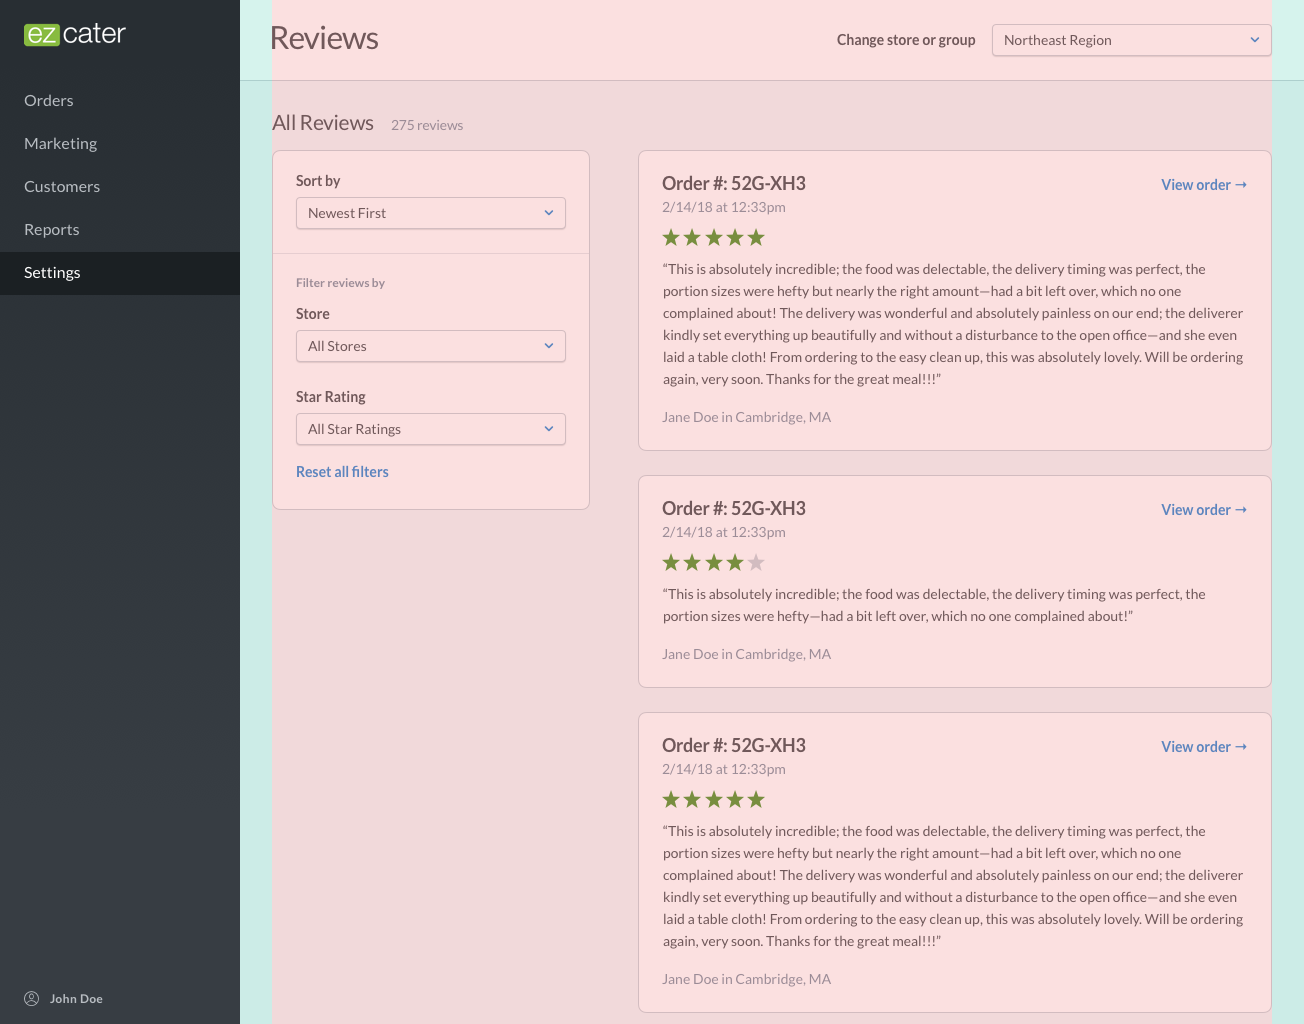 ezcater
Orders
Marketing
Customers
Reports
Settings
John Doe
Reviews
Change store or group
Northeast Region
All Reviews
275 reviews
Sort by
Newest First
Filter reviews by
Store
All Stores
Star Rating
All Star Ratings
Reset all filters
Order #: 52G-XH3
View order →
2/14/18 at 12:33pm
“This is absolutely incredible; the food was delectable, the delivery timing was perfect, the
portion sizes were hefty but nearly the right amount—had a bit left over, which no one
complained about! The delivery was wonderful and absolutely painless on our end; the deliverer
kindly set everything up beautifully and without a disturbance to the open office—and she even
laid a table cloth! From ordering to the easy clean up, this was absolutely lovely. Will be ordering
again, very soon. Thanks for the great meal!!!”
Jane Doe in Cambridge, MA
Order #: 52G-XH3
View order →
2/14/18 at 12:33pm
“This is absolutely incredible; the food was delectable, the delivery timing was perfect, the
portion sizes were hefty—had a bit left over, which no one complained about!”
Jane Doe in Cambridge, MA
Order #: 52G-XH3
View order →
2/14/18 at 12:33pm
“This is absolutely incredible; the food was delectable, the delivery timing was perfect, the
portion sizes were hefty but nearly the right amount—had a bit left over, which no one
complained about! The delivery was wonderful and absolutely painless on our end; the deliverer
kindly set everything up beautifully and without a disturbance to the open office—and she even
laid a table cloth! From ordering to the easy clean up, this was absolutely lovely. Will be ordering
again, very soon. Thanks for the great meal!!!”
Jane Doe in Cambridge, MA